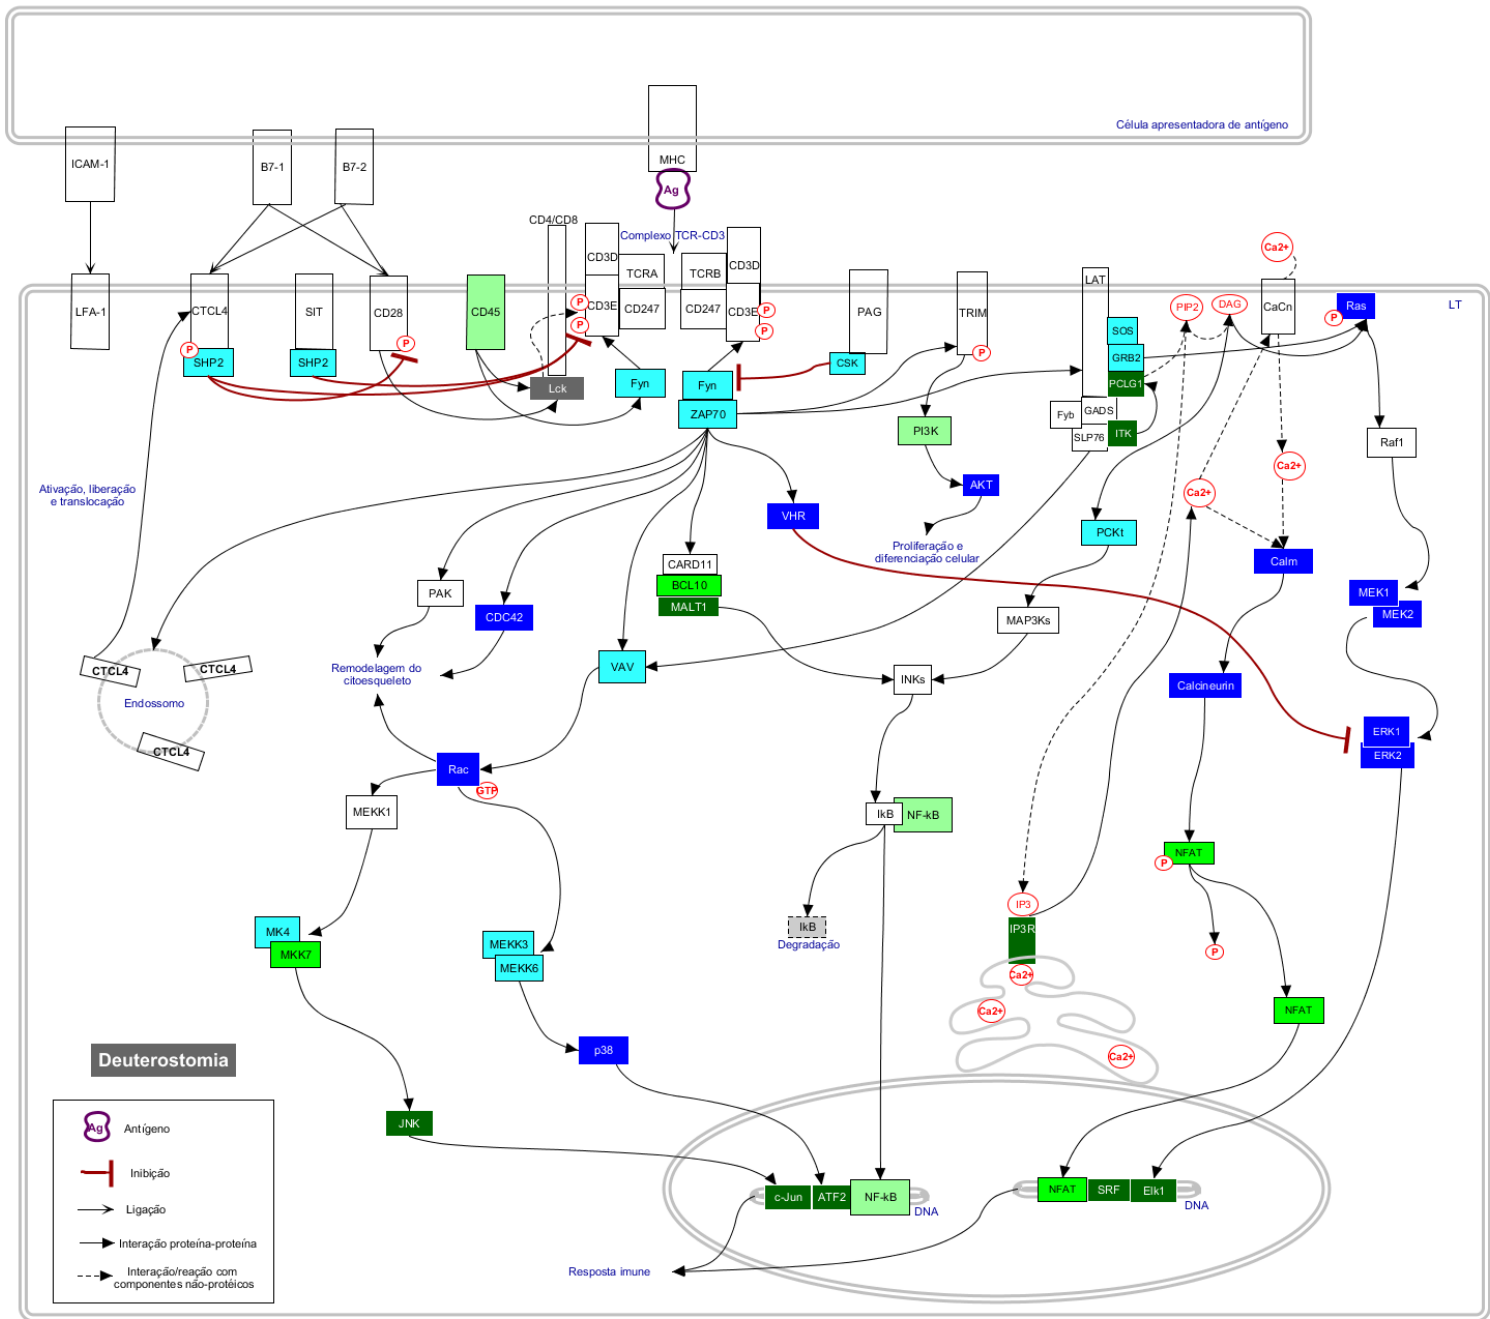 Célula apresentadora de antígeno
ICAM-1
B7-1
B7-2
MHC
Ag
CD4/CD8
Complexo TCR-CD3
CD3D
CD3D
TCRA
TCRB
Ca2+
LAT
LFA-1
CTCL4
SIT
CD28
CD45
P
P
CD3E
CD247
CD247
CD3E
P
P
PAG
TRIM
PIP2
DAG
CaCn
Ras
P
LT
P
SHP2
SHP2
P
Lck
Fyn
Fyn
ZAP70
CSK
P
SOS
GRB2
PCLG1
Fyb
GADS
SLP76
ITK
PI3K
Raf1
Ativação, liberação
e translocação
AKT
Ca2+
Ca2+
VHR
PCKt
Proliferação e
diferenciação celular
Calm
CARD11
BCL10
MALT1
PAK
CDC42
MAP3Ks
MEK1
MEK2
Remodelagem do
citoesqueleto
VAV
INKs
Calcineurin
CTCL4
CTCL4
Endossomo
CTCL4
ERK1
ERK2
Rac
GTP
MEKK1
IkB
NF-kB
NFAT
P
IkB
Degradação
IP3
IP3R
Ca2+
P
MK4
MKK7
MEKK3
MEKK6
Ca2+
NFAT
p38
Ca2+
Deuterostomia
JNK
c-Jun
ATF2
NF-kB
DNA
NFAT
SRF
Elk1
DNA
Resposta imune
Ag
Antígeno
Inibição
Ligação
Interação proteína-proteína
Interação/reação com
componentes não-protéicos